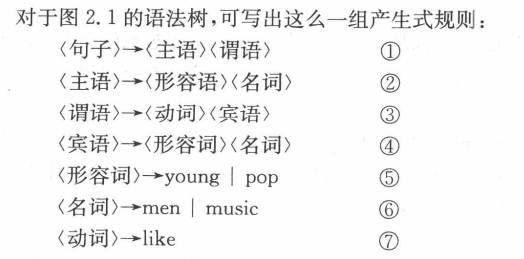 对于图2.1的语法树,可写出这么一组产生式规则:
〈句子〉→〈主语〉〈谓语〉 ①
〈主语〉→〈形容语〉〈名词〉 ②
〈谓语〉→〈动词〉〈宾语〉 ③
〈宾语〉→〈形容词〉〈名词〉 ④
〈形容词〉→young | pop ⑤
〈名词〉→men | music ⑥
〈动词〉→like ⑦